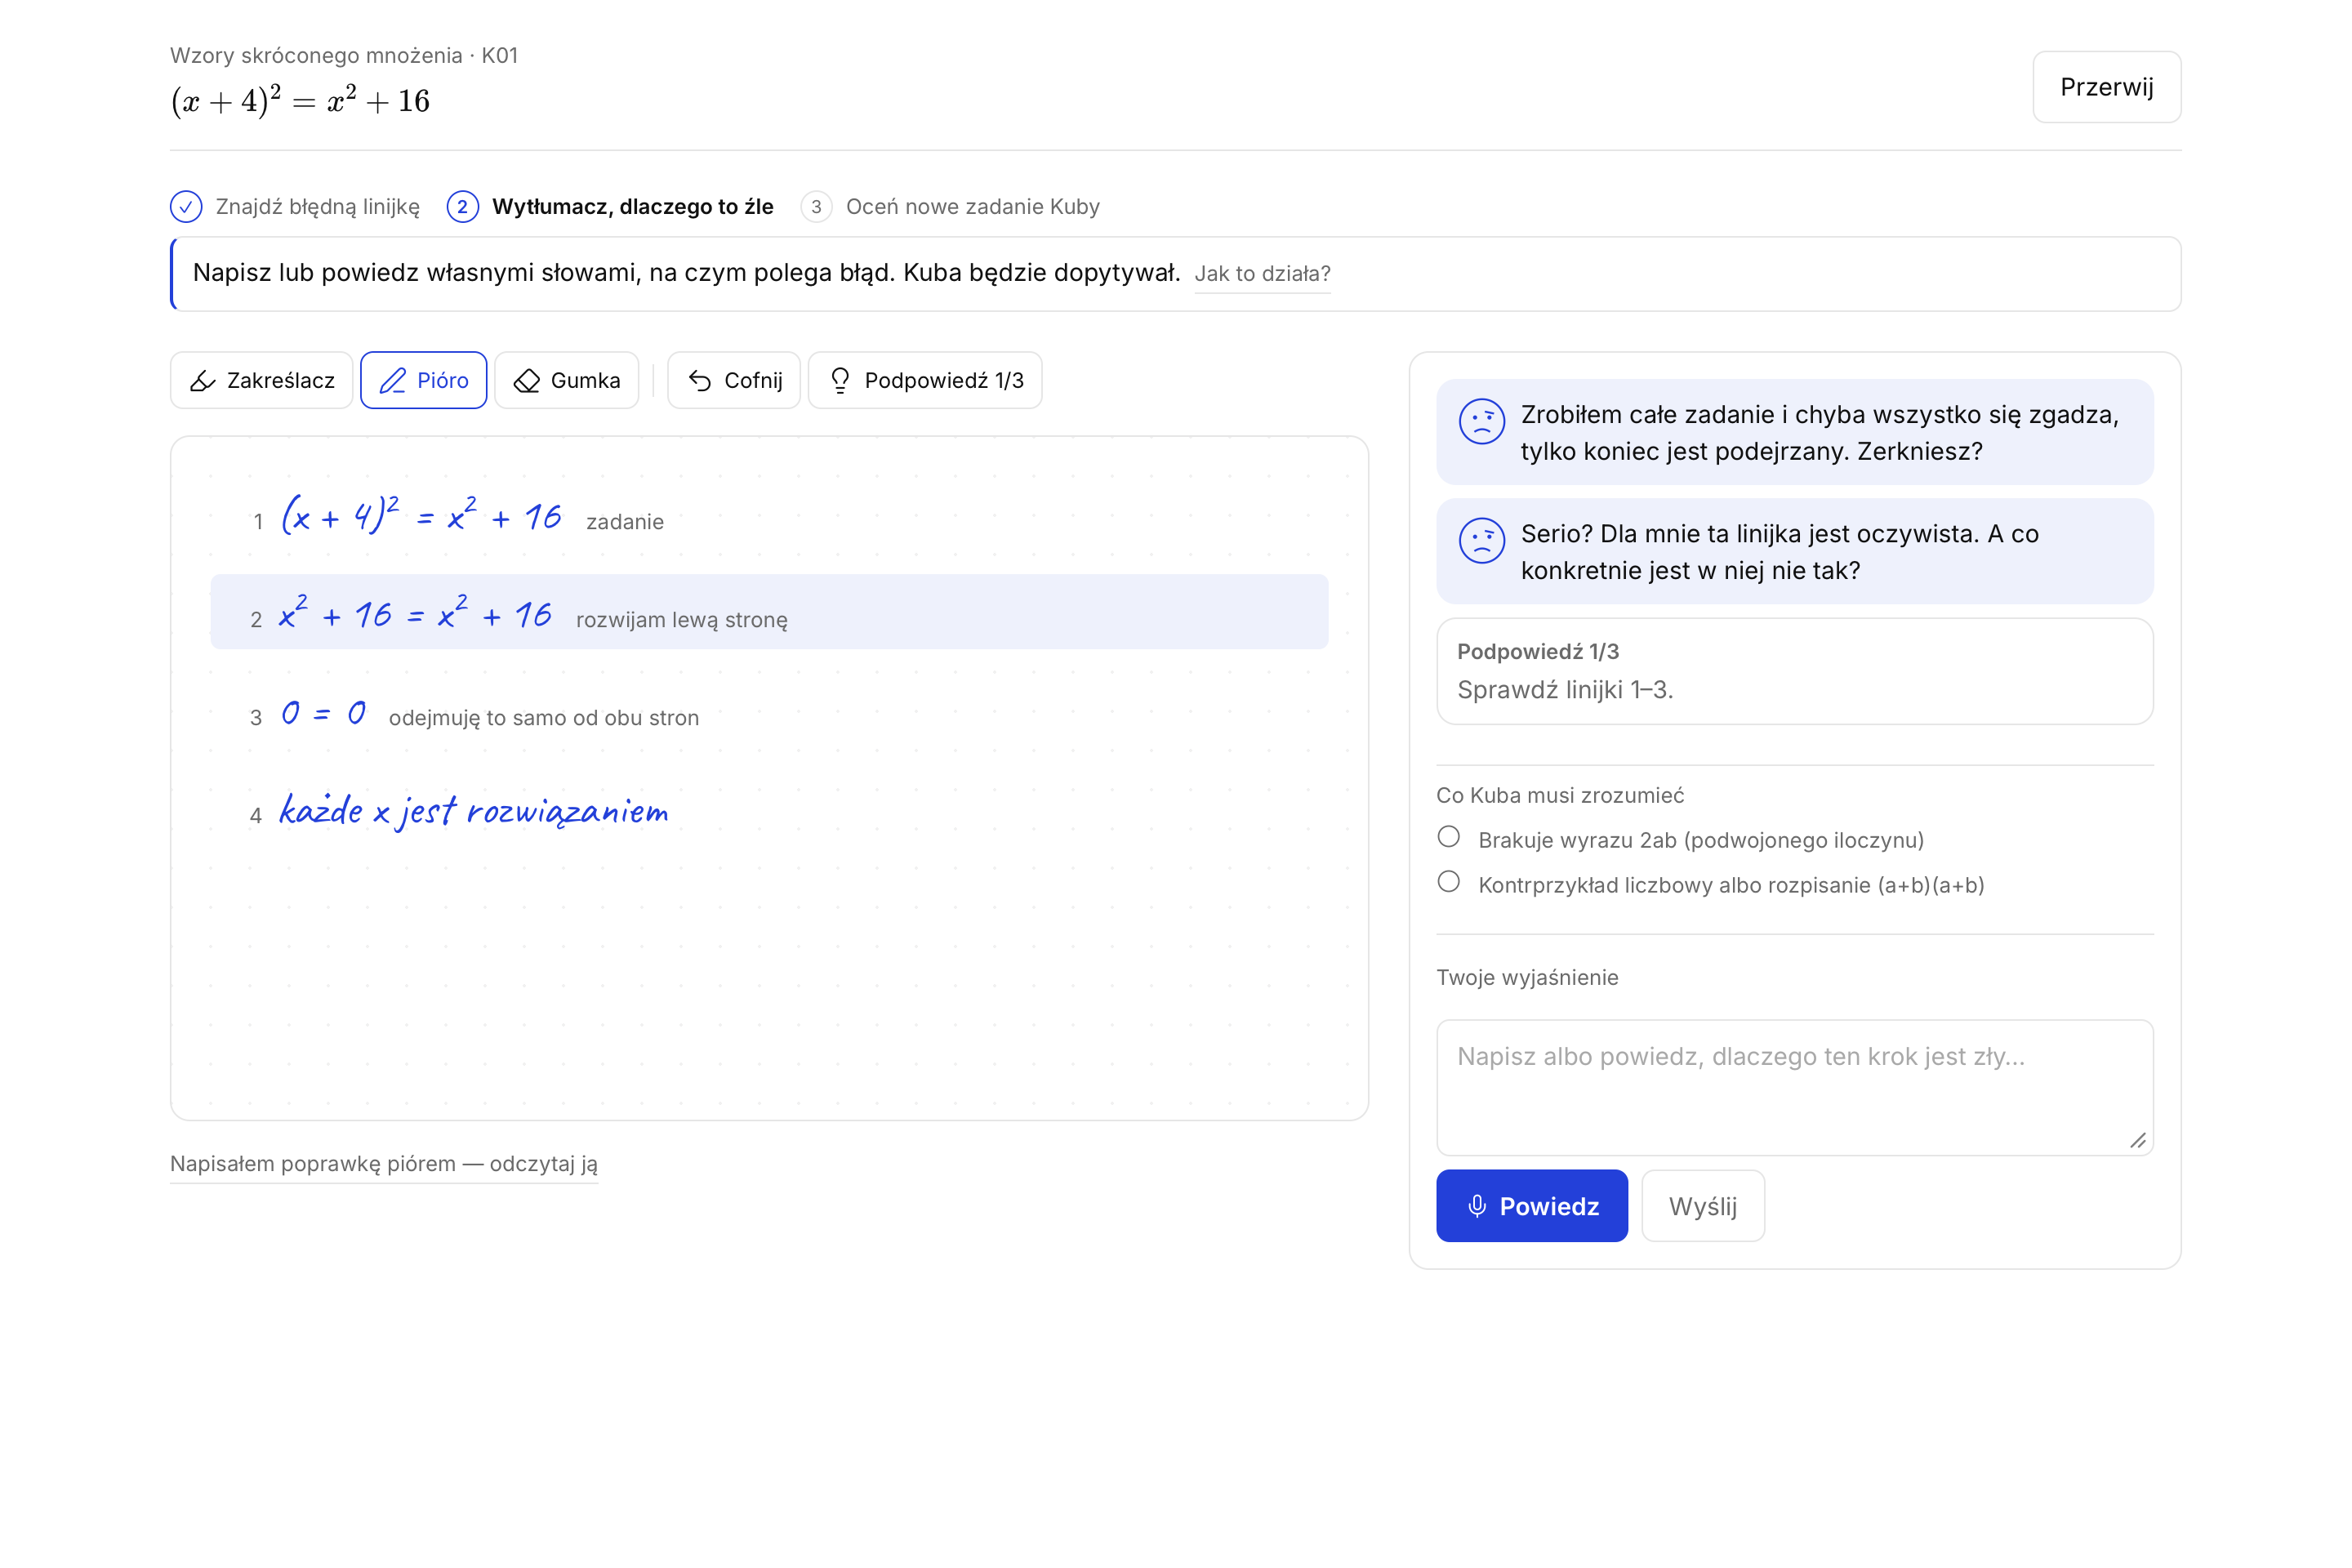 Wzory skróconego mnożenia · K01
(x + 4)² = x² + 16
Przerwij
Znajdź błędną linijkę
2 Wytłumacz, dlaczego to źle
3 Oceń nowe zadanie Kuby
Napisz lub powiedz własnymi słowami, na czym polega błąd. Kuba będzie dopytywał. Jak to działa?
Zakreślacz
Pióro
Gumka
Cofnij
Podpowiedź 1/3
1 (x + 4)² = x² + 16 zadanie
2 x² + 16 = x² + 16 rozwijam lewą stronę
3 0 = 0 odejmuję to samo od obu stron
4 każde x jest rozwiązaniem
Napisałem poprawkę piórem — odczytaj ją
Zrobiłem całe zadanie i chyba wszystko się zgadza,
tylko koniec jest podejrzany. Zerkniesz?
Serio? Dla mnie ta linijka jest oczywista. A co
konkretnie jest w niej nie tak?
Podpowiedź 1/3
Sprawdź linijki 1–3.
Co Kuba musi zrozumieć
Brakuje wyrazu 2ab (podwojonego iloczynu)
Kontrprzykład liczbowy albo rozpisanie (a+b)(a+b)
Twoje wyjaśnienie
Napisz albo powiedz, dlaczego ten krok jest zły...
Powiedz
Wyślij